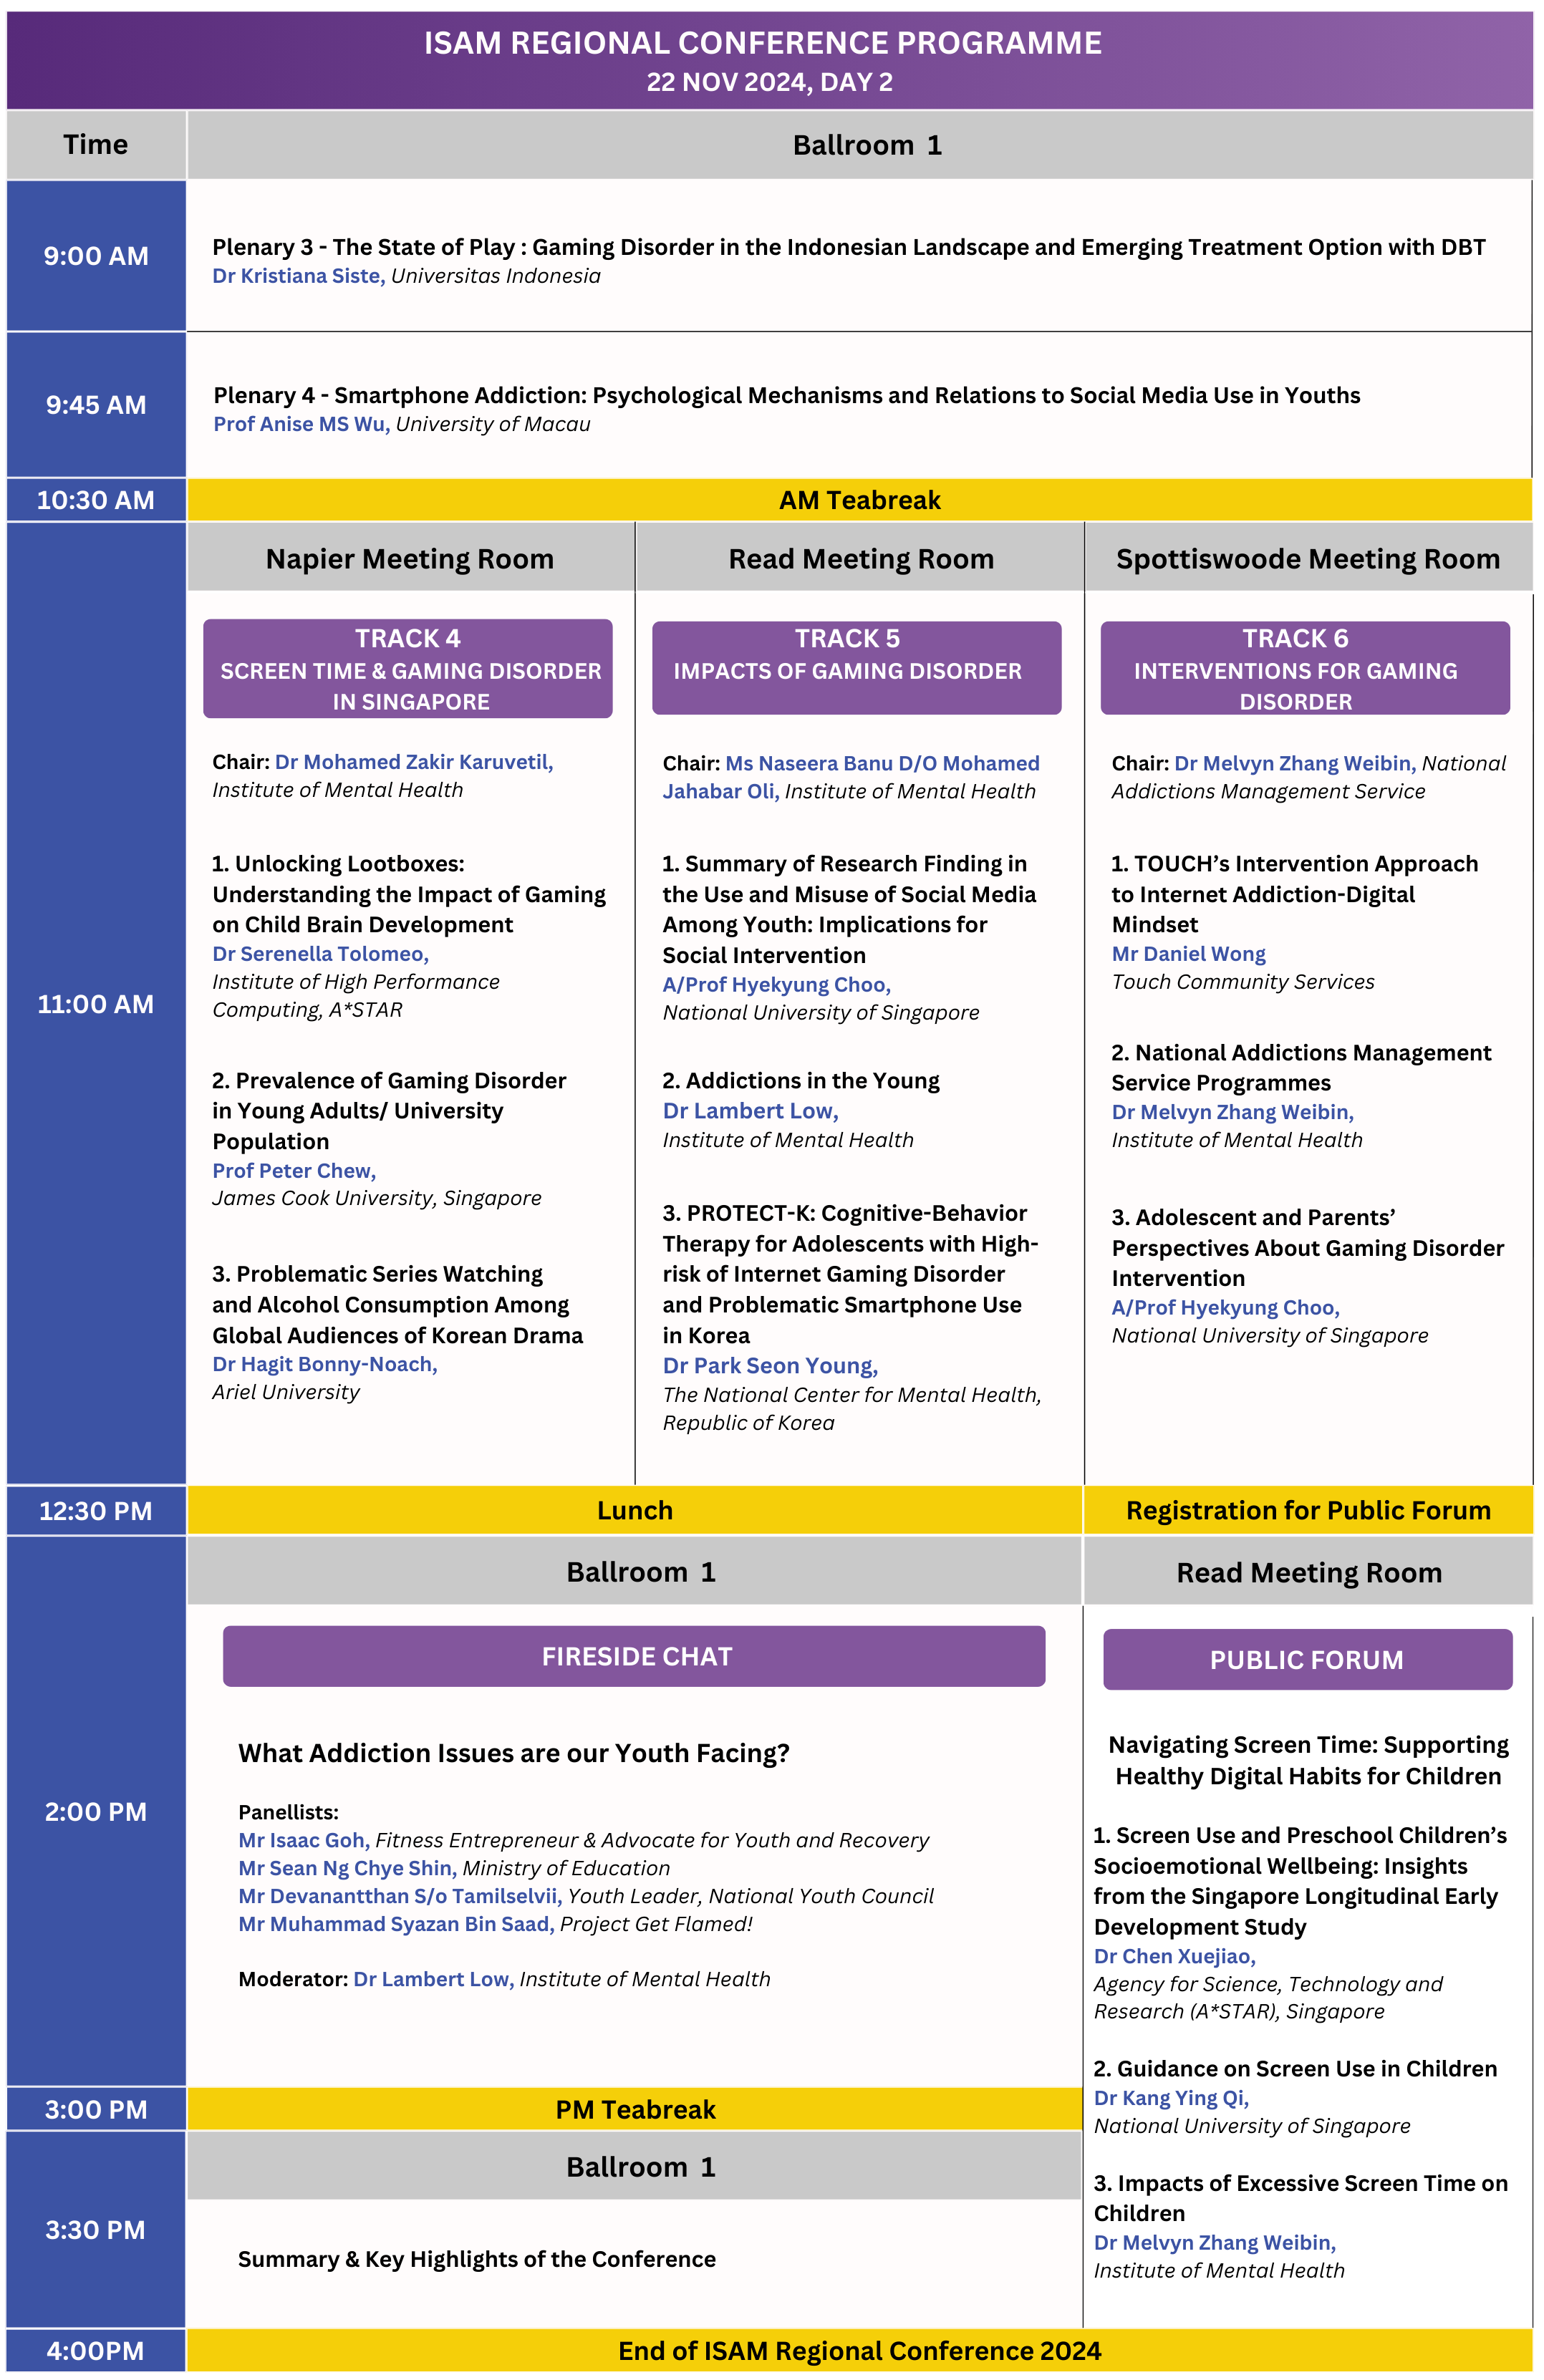 ISAM REGIONAL CONFERENCE PROGRAMME
22 NOV 2024, DAY 2
Time
Ballroom 1
9:00 AM
Plenary 3 - The State of Play : Gaming Disorder in the Indonesian Landscape and Emerging Treatment Option with DBT
Dr Kristiana Siste, Universitas Indonesia
9:45 AM
Plenary 4 - Smartphone Addiction: Psychological Mechanisms and Relations to Social Media Use in Youths
Prof Anise MS Wu, University of Macau
10:30 AM
AM Teabreak
11:00 AM
Napier Meeting Room
TRACK 4
SCREEN TIME & GAMING DISORDER
IN SINGAPORE
Chair: Dr Mohamed Zakir Karuvetil,
Institute of Mental Health
1. Unlocking Lootboxes:
Understanding the Impact of Gaming
on Child Brain Development
Dr Serenella Tolomeo,
Institute of High Performance
Computing, A*STAR
2. Prevalence of Gaming Disorder
in Young Adults/ University
Population
Prof Peter Chew,
James Cook University, Singapore
3. Problematic Series Watching
and Alcohol Consumption Among
Global Audiences of Korean Drama
Dr Hagit Bonny-Noach,
Ariel University
Read Meeting Room
TRACK 5
IMPACTS OF GAMING DISORDER
Chair: Ms Naseera Banu D/O Mohamed
Jahabar Oli, Institute of Mental Health
1. Summary of Research Finding in
the Use and Misuse of Social Media
Among Youth: Implications for
Social Intervention
A/Prof Hyekyung Choo,
National University of Singapore
2. Addictions in the Young
Dr Lambert Low,
Institute of Mental Health
3. PROTECT-K: Cognitive-Behavior
Therapy for Adolescents with High-
risk of Internet Gaming Disorder
and Problematic Smartphone Use
in Korea
Dr Park Seon Young,
The National Center for Mental Health,
Republic of Korea
Spottiswoode Meeting Room
TRACK 6
INTERVENTIONS FOR GAMING
DISORDER
Chair: Dr Melvyn Zhang Weibin, National
Addictions Management Service
1. TOUCH’s Intervention Approach
to Internet Addiction-Digital
Mindset
Mr Daniel Wong
Touch Community Services
2. National Addictions Management
Service Programmes
Dr Melvyn Zhang Weibin,
Institute of Mental Health
3. Adolescent and Parents’
Perspectives About Gaming Disorder
Intervention
A/Prof Hyekyung Choo,
National University of Singapore
12:30 PM
Lunch
Registration for Public Forum
2:00 PM
Ballroom 1
FIRESIDE CHAT
What Addiction Issues are our Youth Facing?
Panellists:
Mr Isaac Goh, Fitness Entrepreneur & Advocate for Youth and Recovery
Mr Sean Ng Chye Shin, Ministry of Education
Mr Devanantthan S/o Tamilselvii, Youth Leader, National Youth Council
Mr Muhammad Syazan Bin Saad, Project Get Flamed!
Moderator: Dr Lambert Low, Institute of Mental Health
3:00 PM
PM Teabreak
3:30 PM
Ballroom 1
Summary & Key Highlights of the Conference
Read Meeting Room
PUBLIC FORUM
Navigating Screen Time: Supporting
Healthy Digital Habits for Children
1. Screen Use and Preschool Children’s
Socioemotional Wellbeing: Insights
from the Singapore Longitudinal Early
Development Study
Dr Chen Xuejiao,
Agency for Science, Technology and
Research (A*STAR), Singapore
2. Guidance on Screen Use in Children
Dr Kang Ying Qi,
National University of Singapore
3. Impacts of Excessive Screen Time on
Children
Dr Melvyn Zhang Weibin,
Institute of Mental Health
4:00PM
End of ISAM Regional Conference 2024